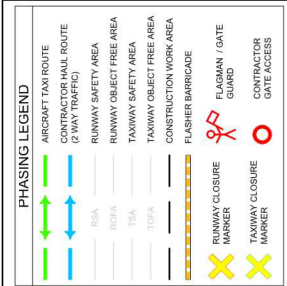 PHASING LEGEND
AIRCRAFT TAXI ROUTE
CONTRACTOR HAUL ROUTE
(2 WAY TRAFFIC)
RSA
RUNWAY SAFETY AREA
ROFA
RUNWAY OBJECT FREE AREA
TSA
TAXIWAY SAFETY AREA
TOFA
TAXIWAY OBJECT FREE AREA
CONSTRUCTION WORK AREA
FLASHER BARRICADE
RUNWAY CLOSURE
MARKER
FLAGMAN / GATE
GUARD
TAXIWAY CLOSURE
MARKER
CONTRACTOR
GATE ACCESS